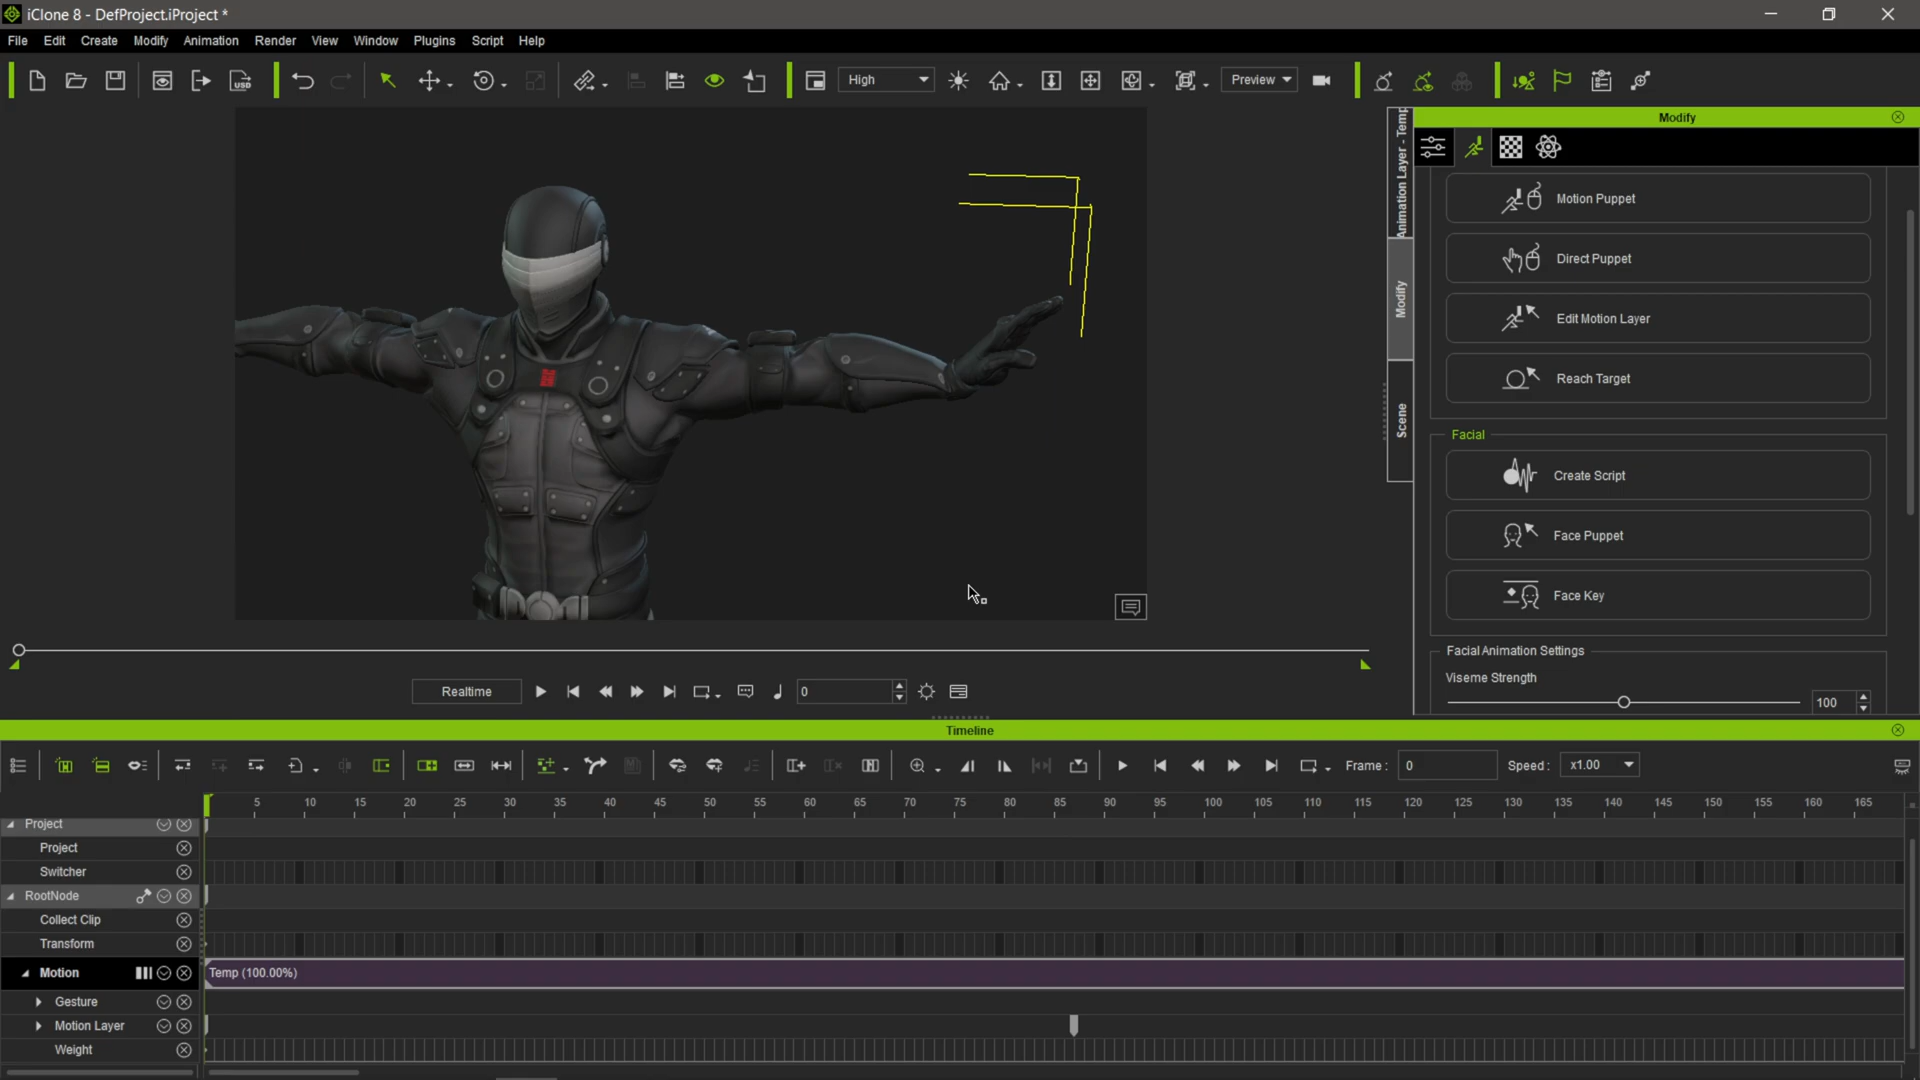 iClone 8 - DefProject.iProject *
File Edit Create Modify Animation Render View Window Plugins Script Help
USD High Preview
Modify
Animation Layer - Temp
Modify
Scene
Motion Puppet
Direct Puppet
Edit Motion Layer
Reach Target
Facial
Create Script
Face Puppet
Face Key
Facial Animation Settings
Viseme Strength
100
Realtime 0
Timeline
Frame : 0 Speed : x1.00
5 10 15 20 25 30 35 40 45 50 55 60 65 70 75 80 85 90 95 100 105 110 115 120 125 130 135 140 145 150 155 160 165
Project
Project
Switcher
RootNode
Collect Clip
Transform
Motion Temp (100.00%)
Gesture
Motion Layer
Weight